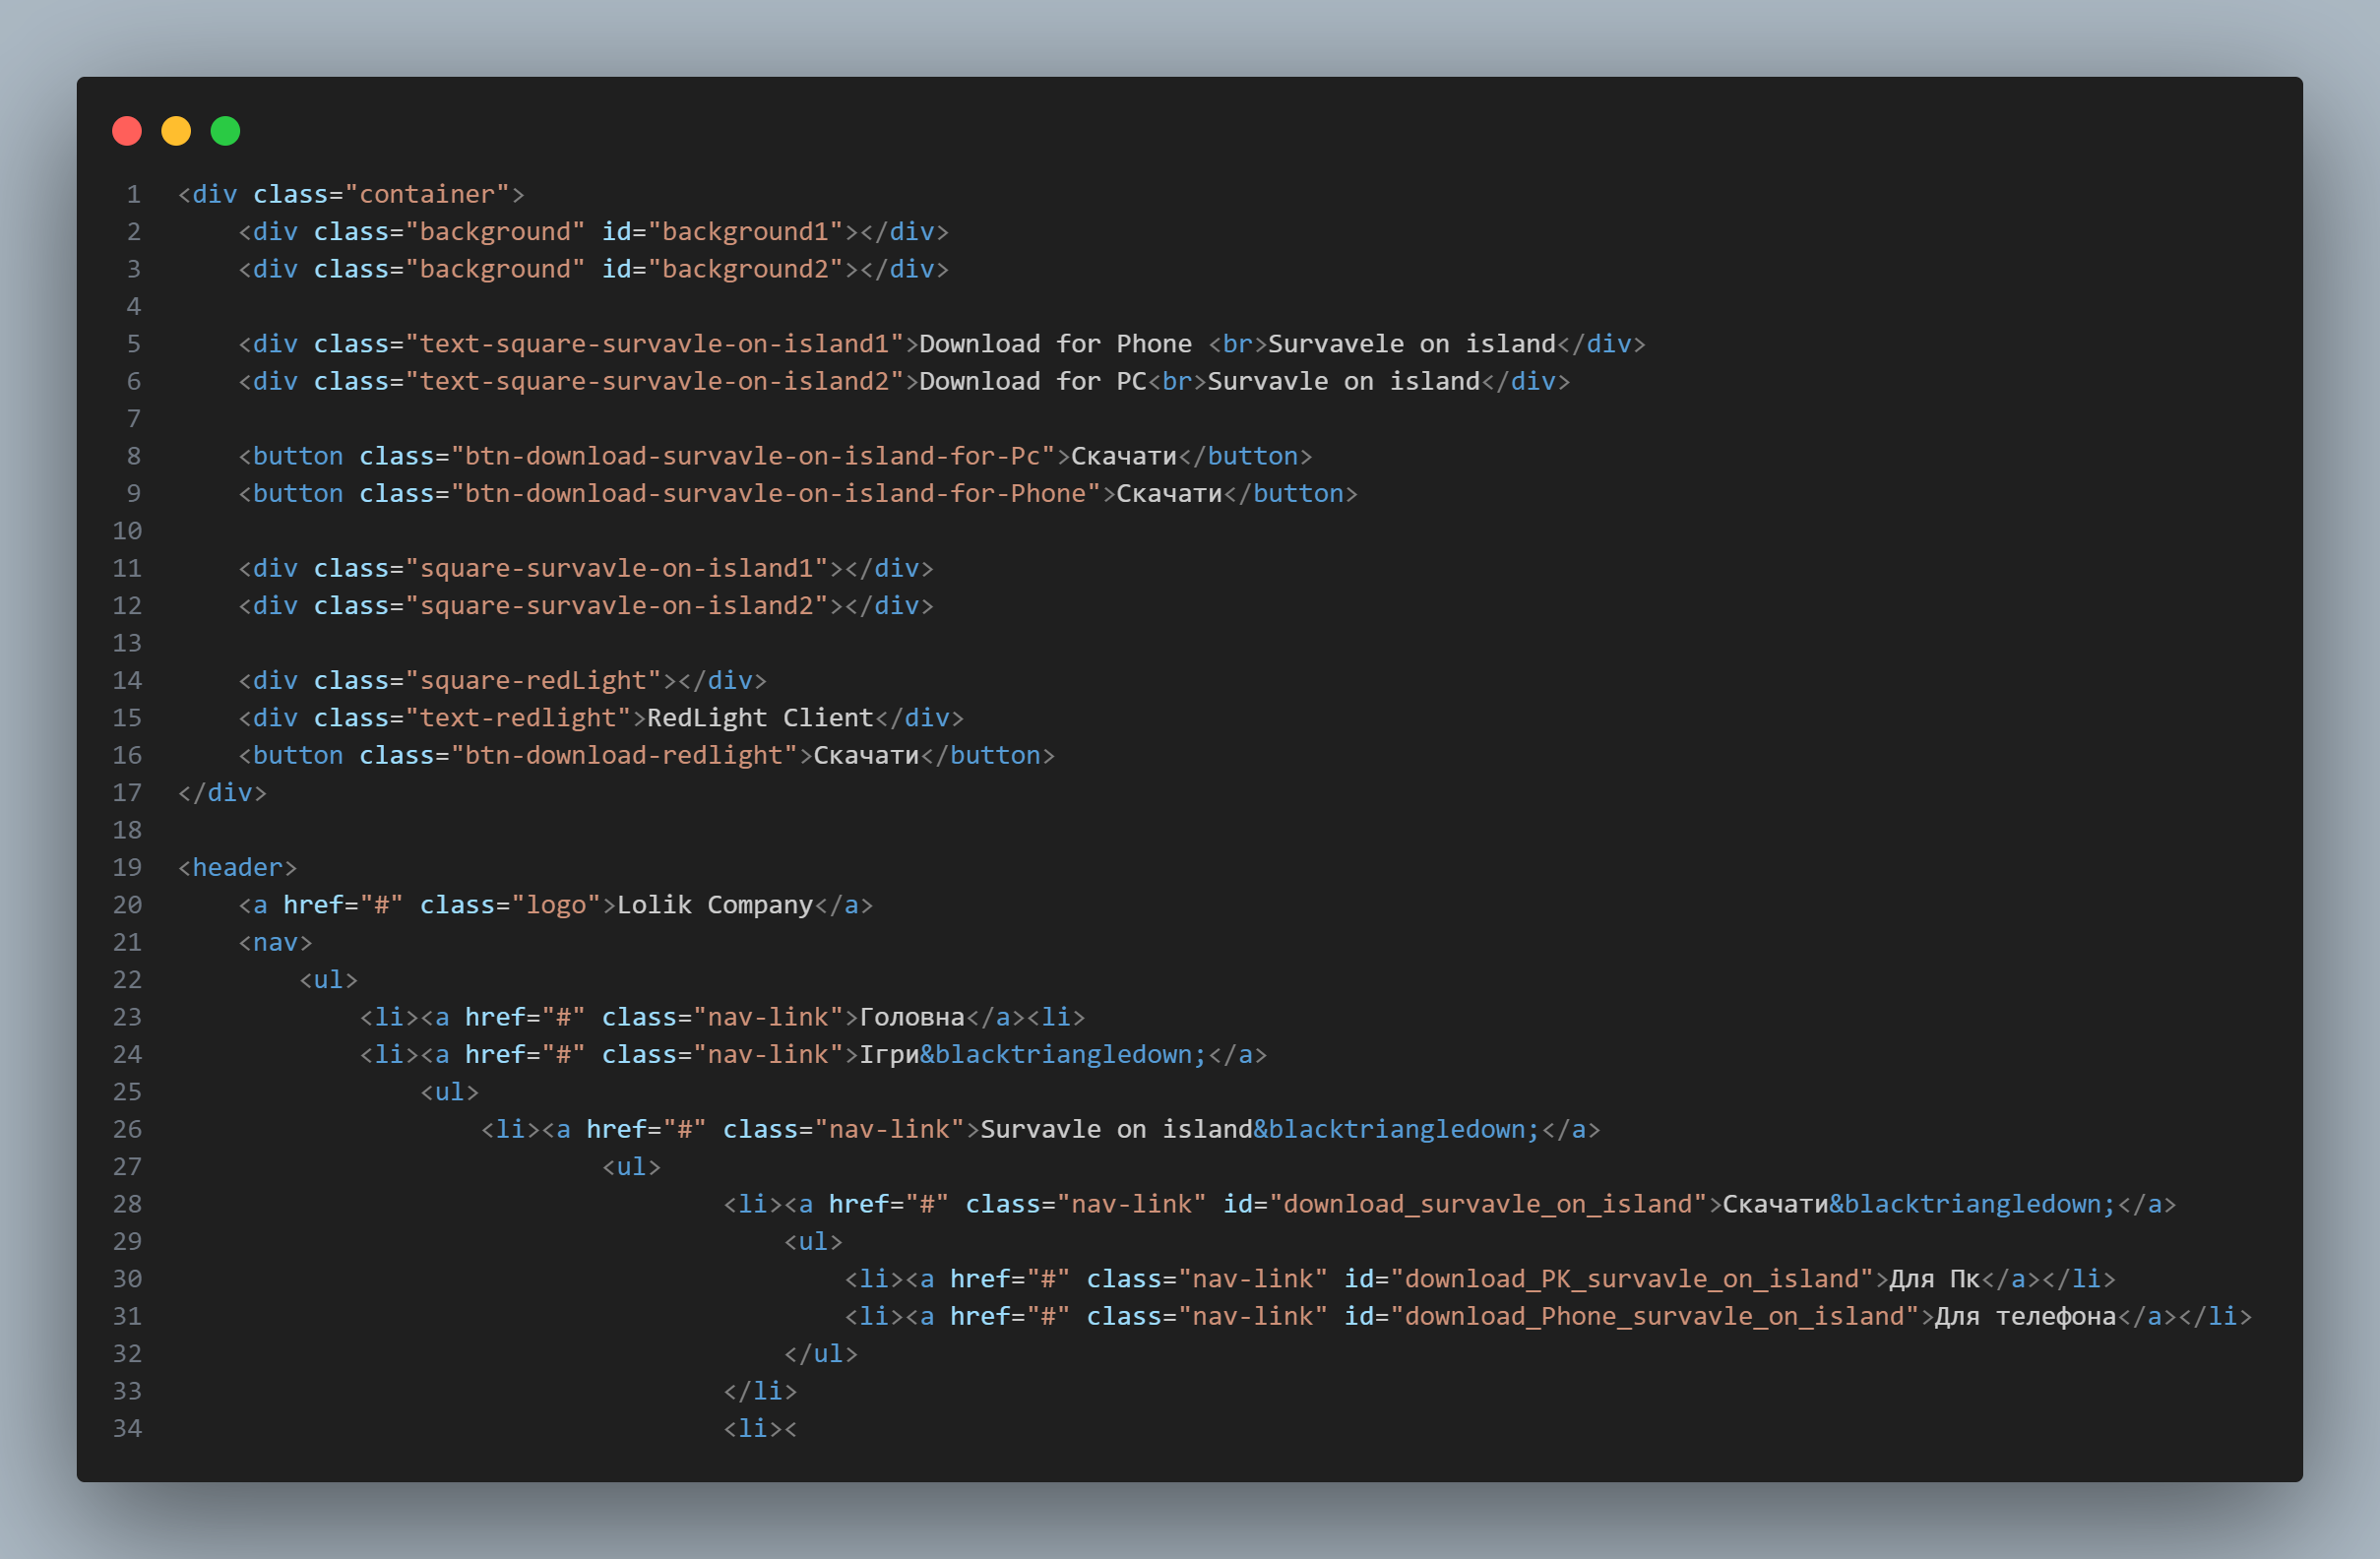 1 <div class="container">
2     <div class="background" id="background1"></div>
3     <div class="background" id="background2"></div>
4
5     <div class="text-square-survavle-on-island1">Download for Phone <br>Survavele on island</div>
6     <div class="text-square-survavle-on-island2">Download for PC<br>Survavle on island</div>
7
8     <button class="btn-download-survavle-on-island-for-Pc">Скачати</button>
9     <button class="btn-download-survavle-on-island-for-Phone">Скачати</button>
10
11     <div class="square-survavle-on-island1"></div>
12     <div class="square-survavle-on-island2"></div>
13
14     <div class="square-redLight"></div>
15     <div class="text-redlight">RedLight Client</div>
16     <button class="btn-download-redlight">Скачати</button>
17 </div>
18
19 <header>
20     <a href="#" class="logo">Lolik Company</a>
21     <nav>
22         <ul>
23             <li><a href="#" class="nav-link">Головна</a><li>
24             <li><a href="#" class="nav-link">Ігри&blacktriangledown;</a>
25                 <ul>
26                     <li><a href="#" class="nav-link">Survavle on island&blacktriangledown;</a>
27                             <ul>
28                                     <li><a href="#" class="nav-link" id="download_survavle_on_island">Скачати&blacktriangledown;</a>
29                                         <ul>
30                                             <li><a href="#" class="nav-link" id="download_PK_survavle_on_island">Для Пк</a></li>
31                                             <li><a href="#" class="nav-link" id="download_Phone_survavle_on_island">Для телефона</a></li>
32                                         </ul>
33                                     </li>
34                                     <li><